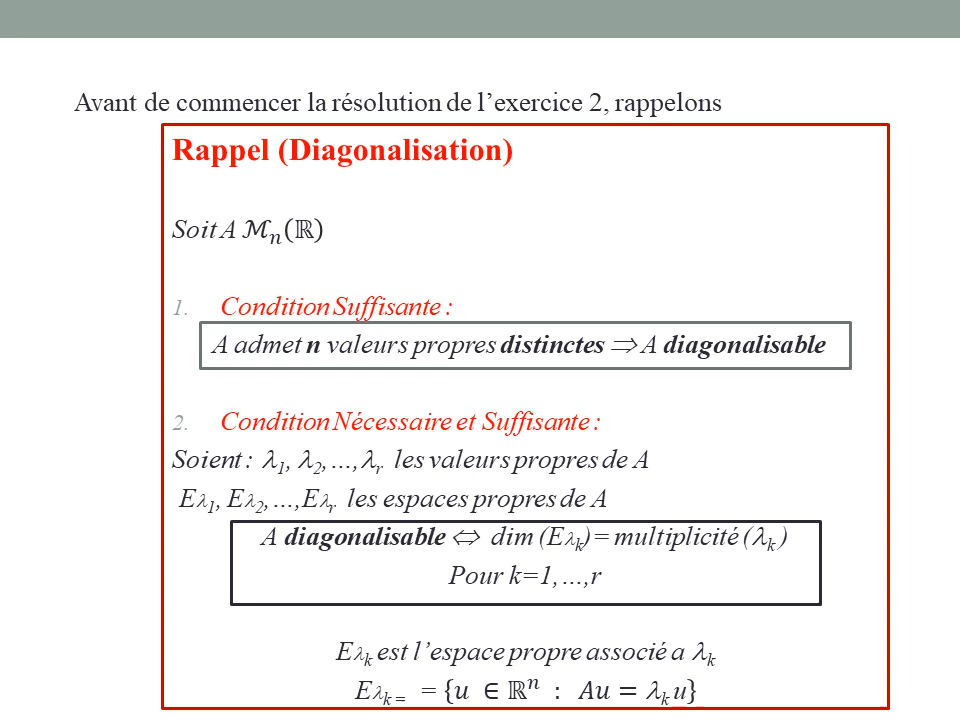 Avant de commencer la résolution de l’exercice 2, rappelons
Rappel (Diagonalisation)
Soit A ℳₙ(ℝ)
1. Condition Suffisante :
A admet n valeurs propres distinctes ⇒ A diagonalisable
2. Condition Nécessaire et Suffisante :
Soient : λ₁, λ₂,…,λᵣ. les valeurs propres de A
Eλ₁, Eλ₂,…,Eλᵣ. les espaces propres de A
A diagonalisable ⇔ dim (Eλₖ)= multiplicité (λₖ )
Pour k=1,…,r
Eλₖ est l’espace propre associé a λₖ
Eλₖ₌ = {u ∈ ℝⁿ : Au = λₖu}